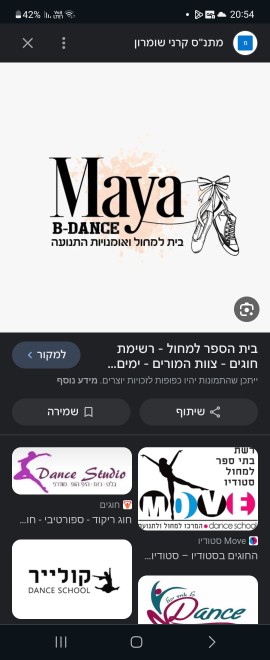 20:54
42%
מתנ"ס קרני שומרון
Maya
B-DANCE
בית למחול ואומנויות התנועה
בית הספר למחול - רשימת
חוגים - צוות המורים - ימים...
למקור
ייתכן שהתמונות יהיו כפופות לזכויות יוצרים. מידע נוסף
שיתוף
שמירה
רשת
בתי ספר
למחול
סטודיו
MOVE
dance school המרכז למחול ולתנועה
Move סטודיו
החוגים בסטודיו – סטודיו...
Dance Studio
חוגים
חוג ריקוד - ספורטיבי - חו...
קולייר
DANCE SCHOOL
Dance